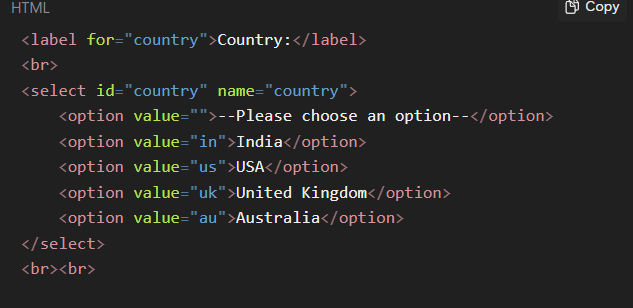 HTML
Copy
<label for="country">Country:</label>
<br>
<select id="country" name="country">
    <option value="">--Please choose an option--</option>
    <option value="in">India</option>
    <option value="us">USA</option>
    <option value="uk">United Kingdom</option>
    <option value="au">Australia</option>
</select>
<br><br>